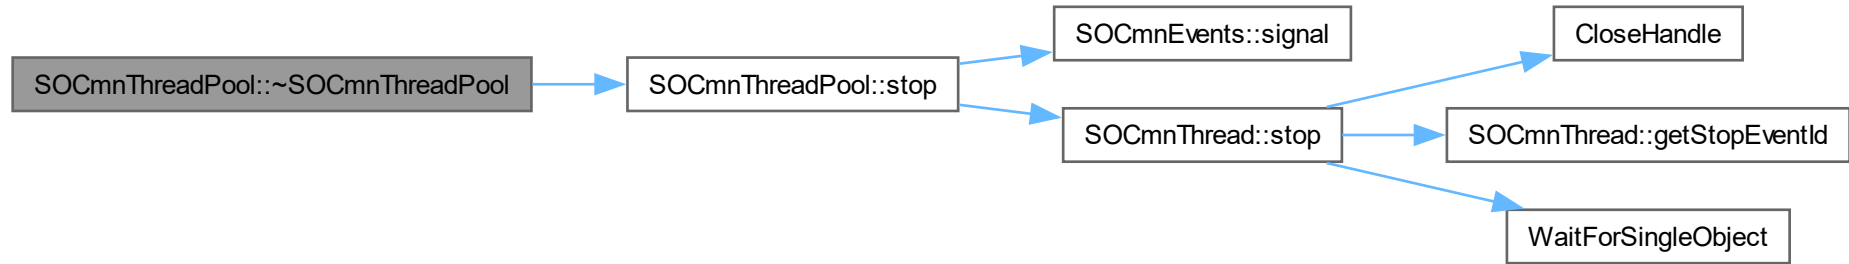 SOCmnThreadPool::~SOCmnThreadPool
SOCmnThreadPool::stop
SOCmnEvents::signal
SOCmnThread::stop
CloseHandle
SOCmnThread::getStopEventId
WaitForSingleObject